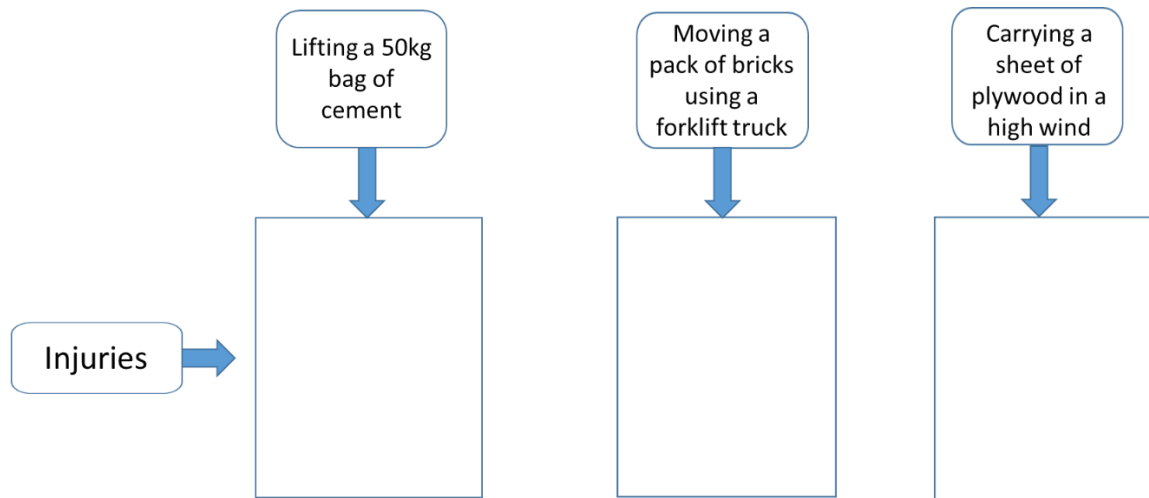 Lifting a 50kg
bag of
cement
Moving a
pack of bricks
using a
forklift truck
Carrying a
sheet of
plywood in a
high wind
Injuries